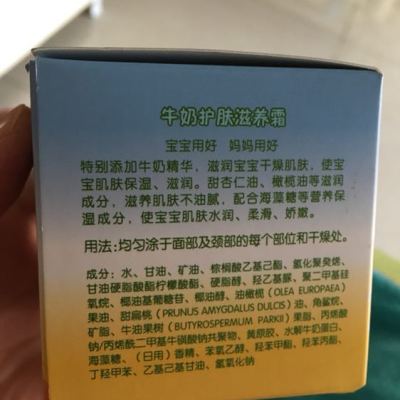 牛奶护肤滋养霜
宝宝用好 妈妈用好
特别添加牛奶精华，滋润宝宝干燥肌肤，使宝
宝肌肤保湿、滋润。甜杏仁油、橄榄油等滋润
成分，滋养肌肤不油腻，配合海藻糖等营养保
湿成分，使宝宝肌肤水润、柔滑、娇嫩。
用法：均匀涂于面部及颈部的每个部位和干燥处。
成分：水、甘油、矿油、棕榈酸乙基己酯、氢化聚癸烯、
甘油硬脂酸酯柠檬酸酯、硬脂醇、羟乙基脲、聚二甲基硅
氧烷、椰油基葡糖苷、椰油醇、油橄榄（OLEA EUROPAEA）
果油、甜扁桃（PRUNUS AMYGDALUS DULCIS）油、角鲨烷、
矿脂、牛油果树（BUTYROSPERMUM PARKII）果脂、丙烯酸
钠/丙烯酰二甲基牛磺酸钠共聚物、黄原胶、水解牛奶蛋白、
海藻糖、（日用）香精、苯氧乙醇、羟苯甲酯、羟苯丙酯、
丁羟甲苯、乙基己基甘油、氢氧化钠